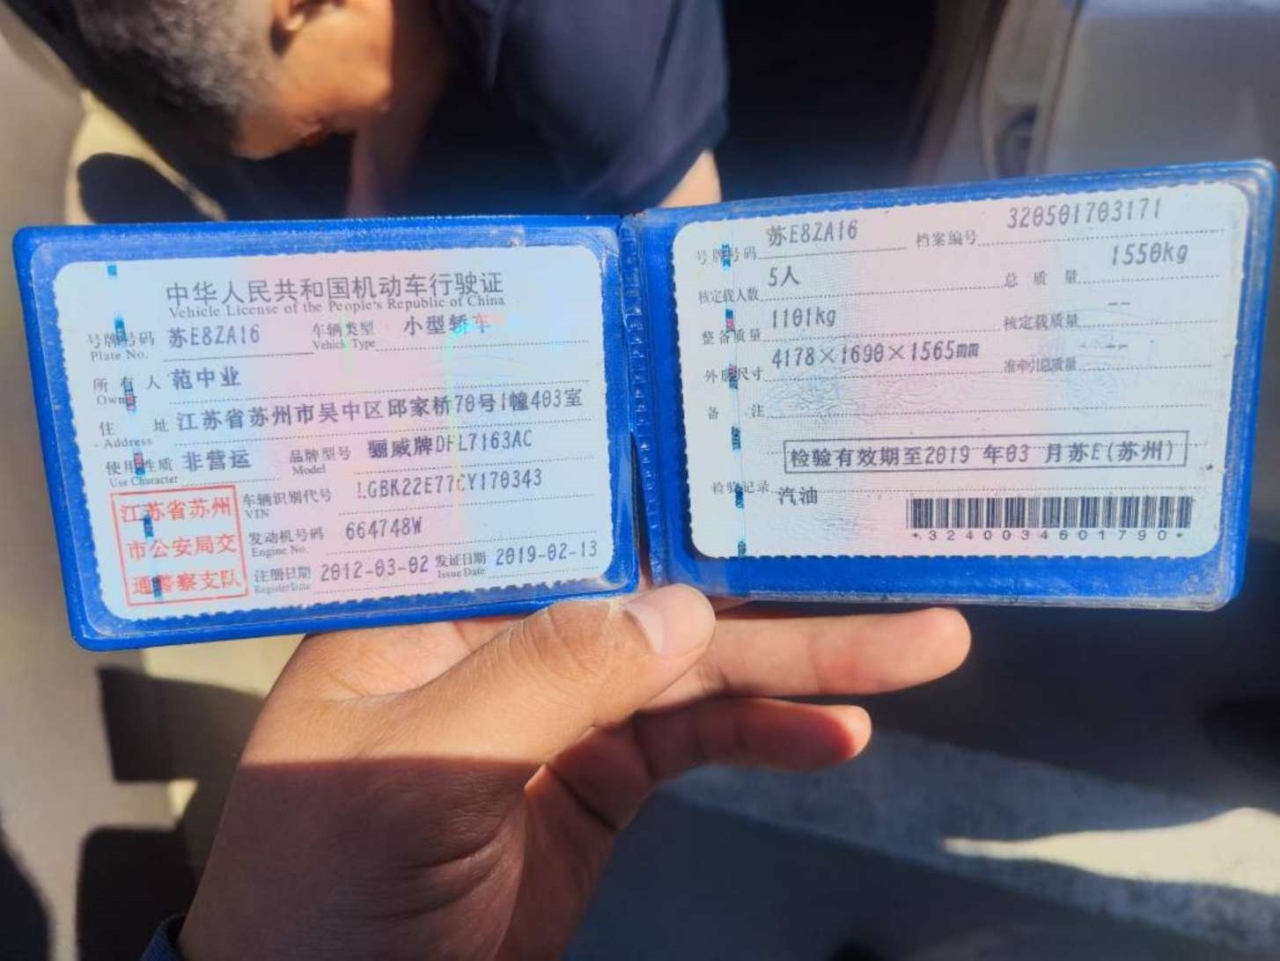 中华人民共和国机动车行驶证
Vehicle License of the People's Republic of China
号牌号码 苏E8ZA16 车辆类型 小型轿车
Plate No. Vehicle Type
所有人 范中业
Owner
住址 江苏省苏州市吴中区邱家桥70号1幢403室
Address
使用性质 非营运 品牌型号 骊威牌DFL7163AC
Use Character Model
江苏省苏州
市公安局交
通警察支队
车辆识别代号 LGBK22E77CY170343
VIN
发动机号码 664748W
Engine No.
注册日期 2012-03-02 发证日期 2019-02-13
Register Date Issue Date
号牌号码 苏E8ZA16 档案编号 320501703171
核定载人数 5人 总质量 1550kg
整备质量 1101kg 核定载质量 --
外廓尺寸 4178×1690×1565mm 准牵引总质量 --
备注
检验有效期至2019 年03 月苏E(苏州)
检验记录
汽油
*3240034601790*